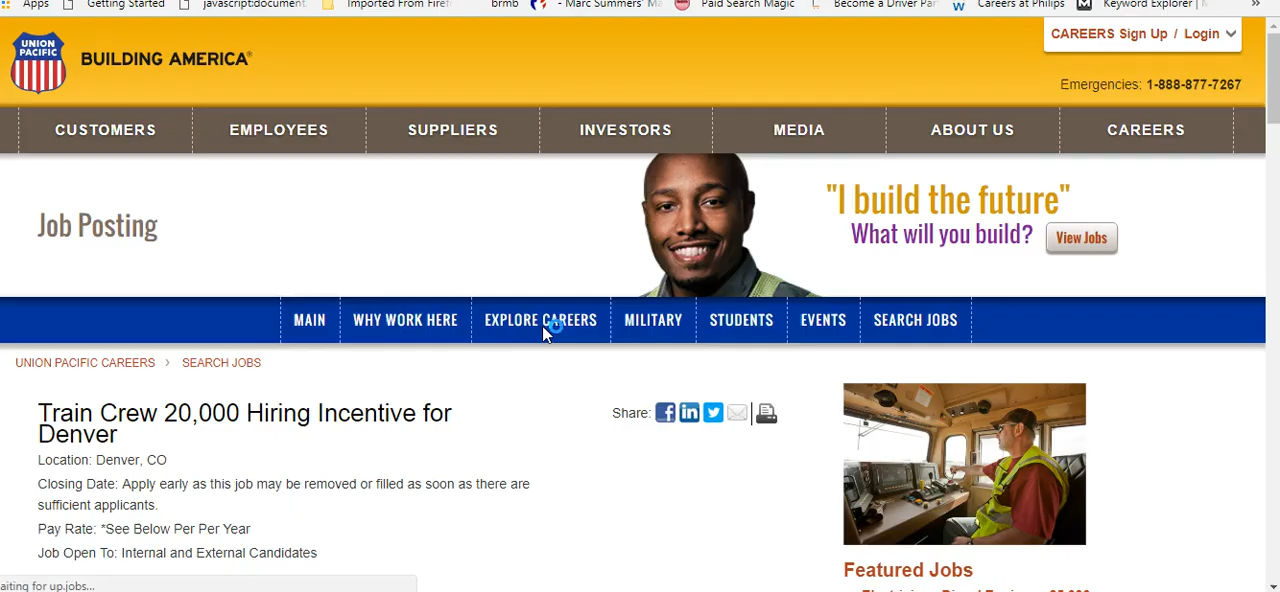 Apps Getting Started javascript:document. Imported From Firef brmb - Marc Summers' Ma Paid Search Magic Become a Driver Par Careers at Philips Keyword Explorer | M »
UNION PACIFIC
BUILDING AMERICA®
CAREERS Sign Up / Login
Emergencies: 1-888-877-7267
CUSTOMERS EMPLOYEES SUPPLIERS INVESTORS MEDIA ABOUT US CAREERS
Job Posting
"I build the future"
What will you build? View Jobs
MAIN WHY WORK HERE EXPLORE CAREERS MILITARY STUDENTS EVENTS SEARCH JOBS
UNION PACIFIC CAREERS › SEARCH JOBS
Train Crew 20,000 Hiring Incentive for
Denver
Share:
Location: Denver, CO
Closing Date: Apply early as this job may be removed or filled as soon as there are
sufficient applicants.
Pay Rate: *See Below Per Per Year
Job Open To: Internal and External Candidates
Featured Jobs
aiting for up.jobs...